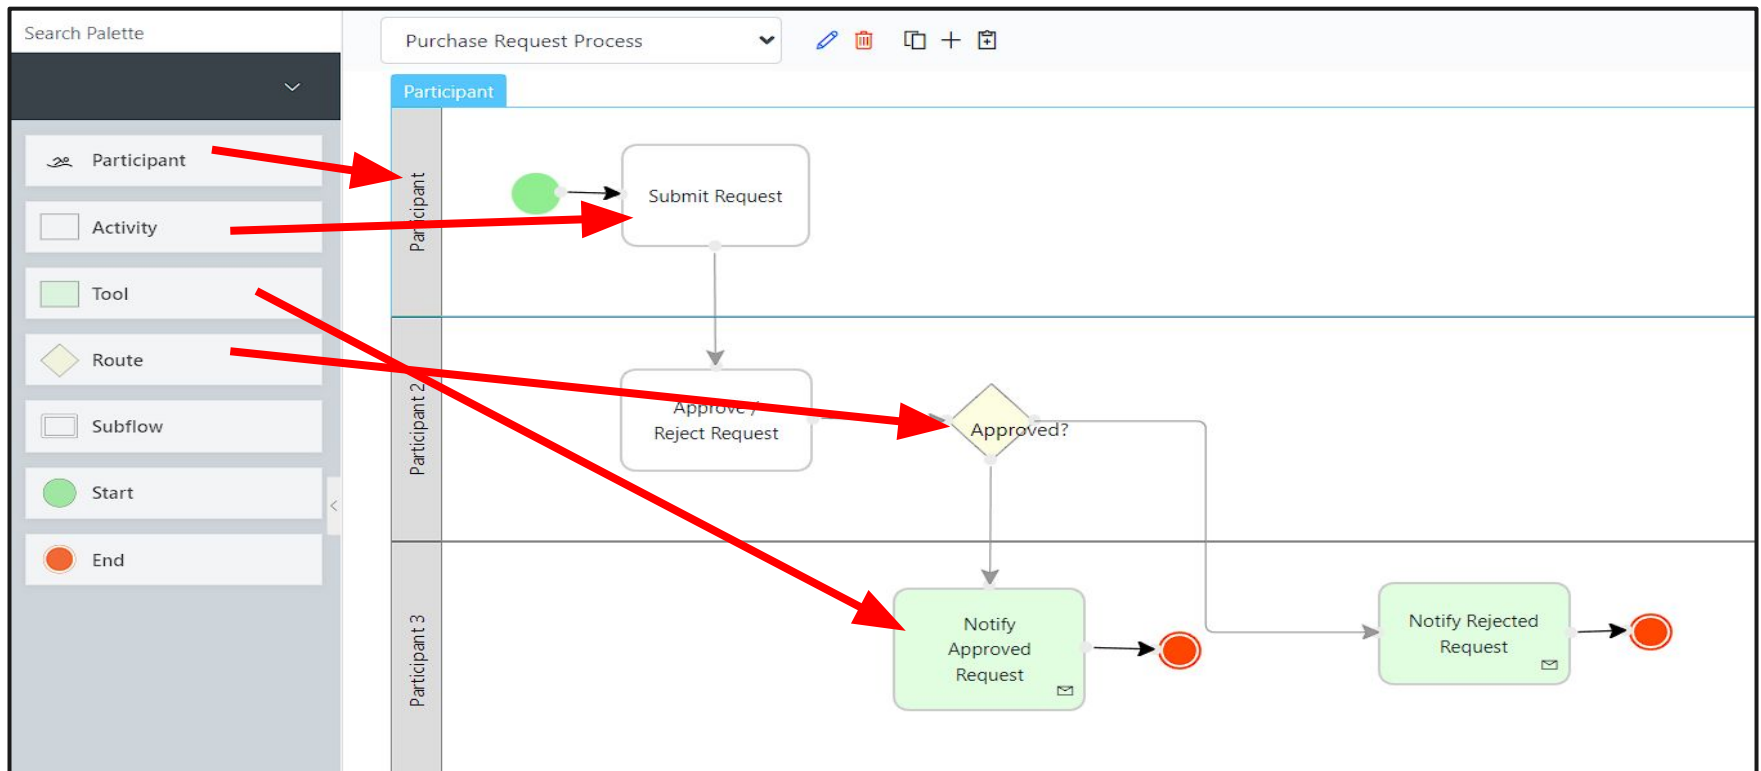 Search Palette
Participant
Activity
Tool
Route
Subflow
Start
End
Purchase Request Process
Participant
Participant
Submit Request
Participant 2
Approve /
Reject Request
Approved?
Participant 3
Notify
Approved
Request
Notify Rejected
Request